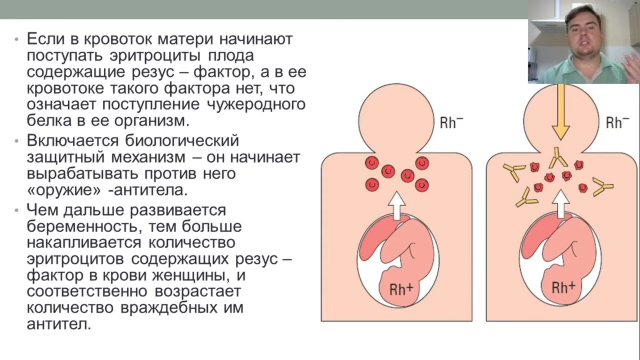 • Если в кровоток матери начинают
поступать эритроциты плода
содержащие резус – фактор, а в ее
кровотоке такого фактора нет, что
означает поступление чужеродного
белка в ее организм.
• Включается биологический
защитный механизм – он начинает
вырабатывать против него
«оружие» -антитела.
• Чем дальше развивается
беременность, тем больше
накапливается количество
эритроцитов содержащих резус –
фактор в крови женщины, и
соответственно возрастает
количество враждебных им
антител.
Rh–
Rh–
Rh+
Rh+